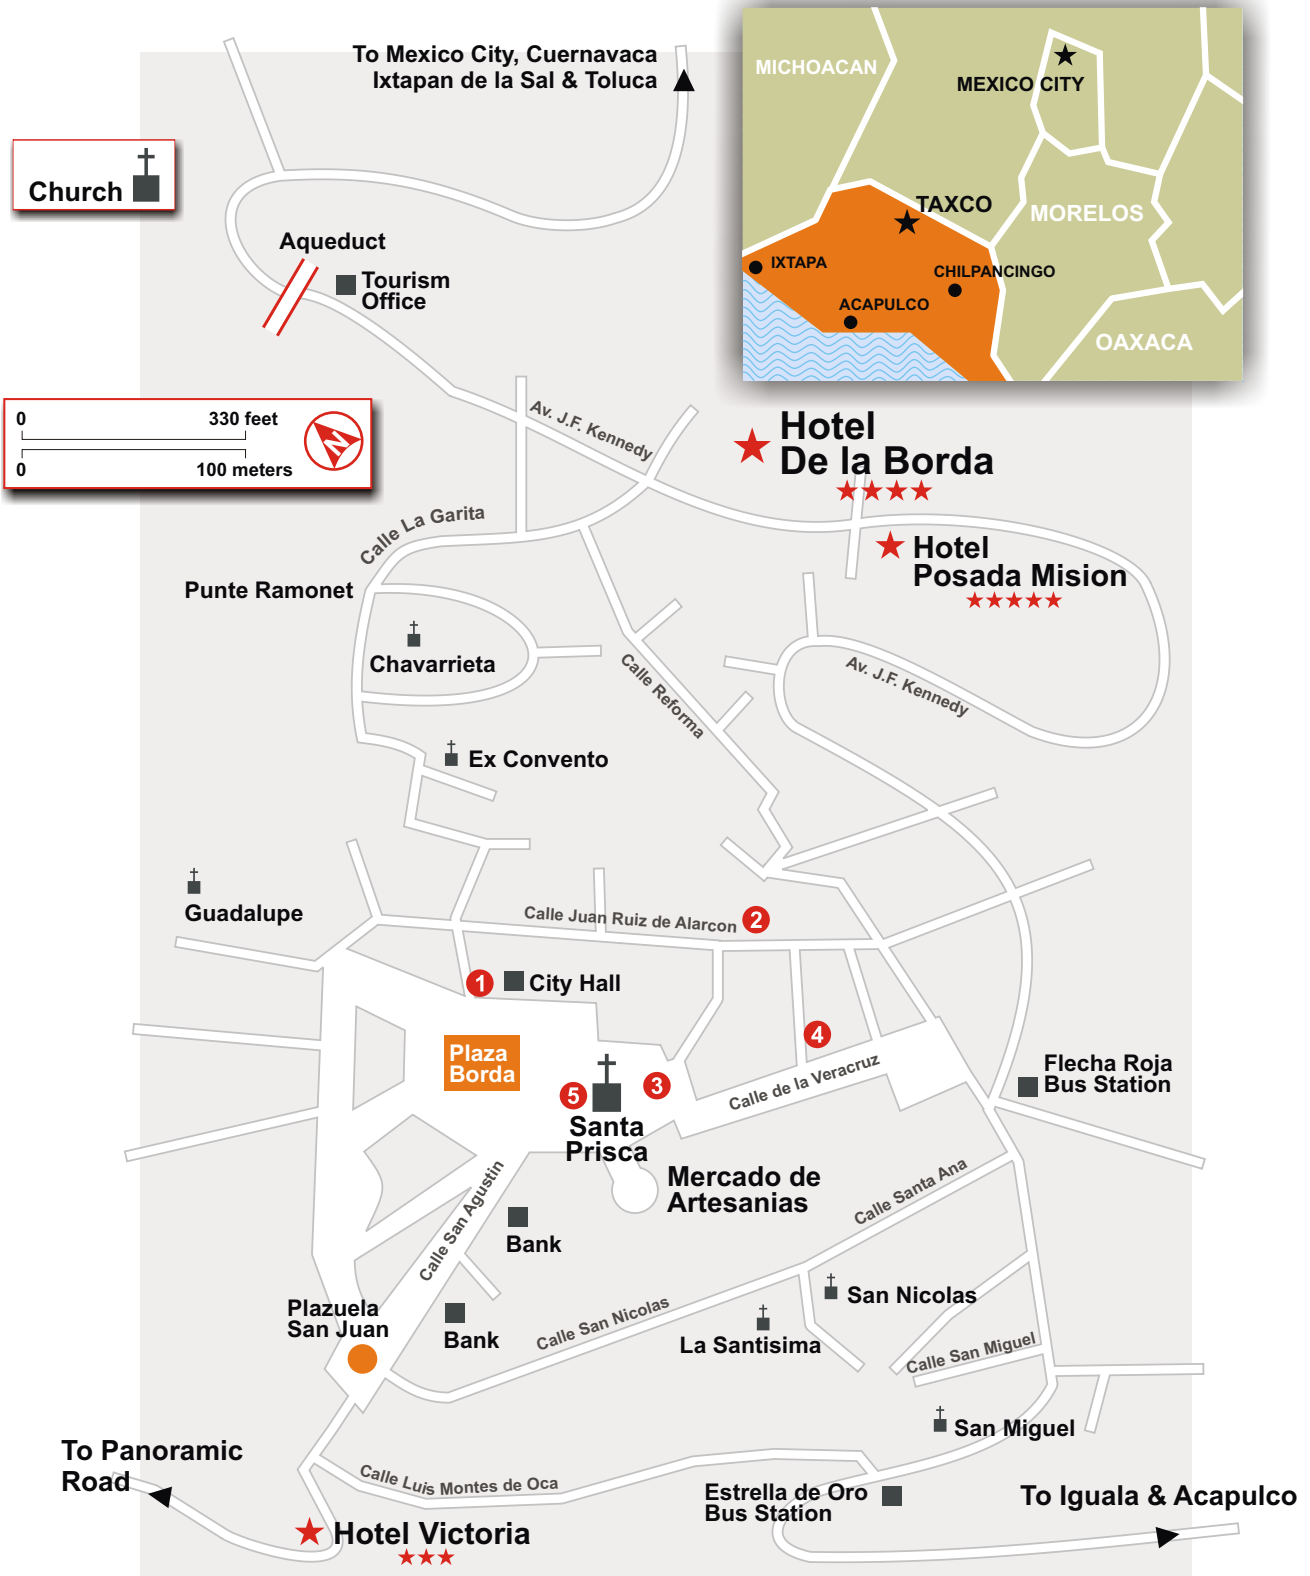 To Mexico City, Cuernavaca
Ixtapan de la Sal & Toluca
MICHOACAN
MEXICO CITY
TAXCO
MORELOS
IXTAPA
CHILPANCINGO
ACAPULCO
OAXACA
Church
Aqueduct
Tourism
Office
0 330 feet
0 100 meters
N
Av. J.F. Kennedy
Hotel
De la Borda
Calle La Garita
Hotel
Posada Mision
Punte Ramonet
Chavarrieta
Calle Reforma
Av. J.F. Kennedy
Ex Convento
Guadalupe
Calle Juan Ruiz de Alarcon
2
1
City Hall
4
Plaza
Borda
5
3
Calle de la Veracruz
Flecha Roja
Bus Station
Santa
Prisca
Mercado de
Artesanias
Calle Santa Ana
Calle San Agustin
Bank
Plazuela
San Juan
Bank
Calle San Nicolas
San Nicolas
La Santisima
Calle San Miguel
San Miguel
To Panoramic
Road
Calle Luis Montes de Oca
Estrella de Oro
Bus Station
To Iguala & Acapulco
Hotel Victoria